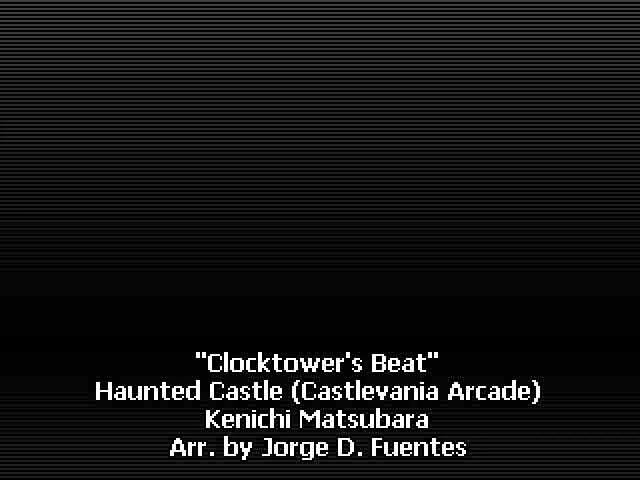 "Clocktower's Beat"
Haunted Castle (Castlevania Arcade)
Kenichi Matsubara
Arr. by Jorge D. Fuentes